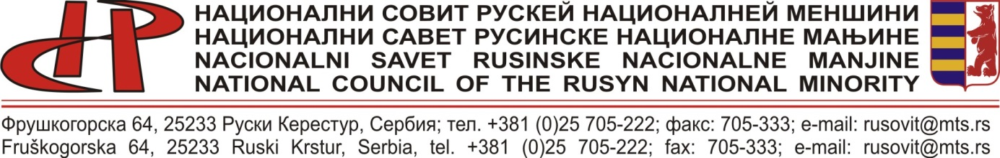 НАЦИОНАЛНИ СОВИТ РУСКЕЙ НАЦИОНАЛНЕЙ МЕНШИНИ
НАЦИОНАЛНИ САВЕТ РУСИНСКЕ НАЦИОНАЛНЕ МАЊИНЕ
NACIONALNI SAVET RUSINSKE NACIONALNE MANJINE
NATIONAL COUNCIL OF THE RUSYN NATIONAL MINORITY
Фрушкогорска 64, 25233 Руски Керестур, Сербия; тел. +381 (0)25 705-222; факс: 705-333; e-mail: rusovit@mts.rs
Fruškogorska 64, 25233 Ruski Krstur, Serbia, tel. +381 (0)25 705-222; fax: 705-333; e-mail: rusovit@mts.rs